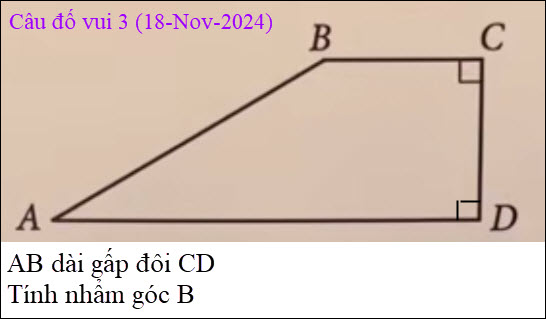 Câu đố vui 3 (18-Nov-2024)
B C
A D
AB dài gấp đôi CD
Tính nhẩm góc B